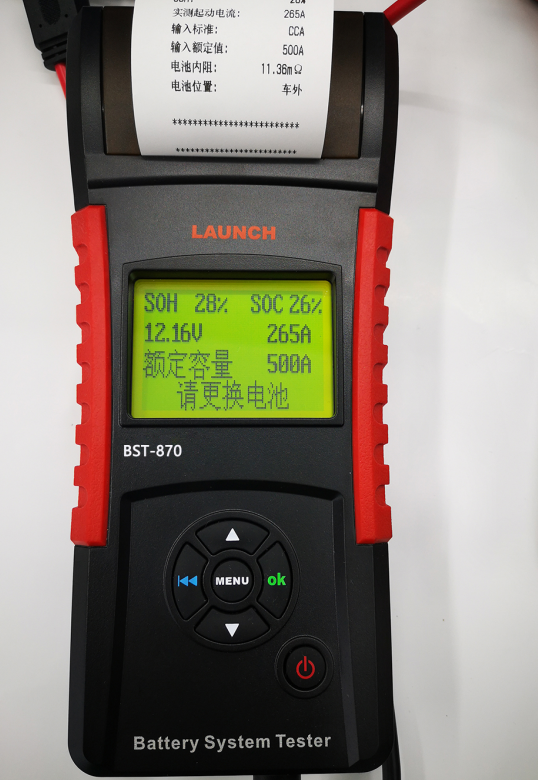 实测起动电流: 265A
输入标准: CCA
输入额定值: 500A
电池内阻: 11.36mΩ
电池位置: 车外
*************************
************************
LAUNCH
SOH 28% SOC 26%
12.16V 265A
额定容量 500A
请更换电池
BST-870
MENU
ok
Battery System Tester